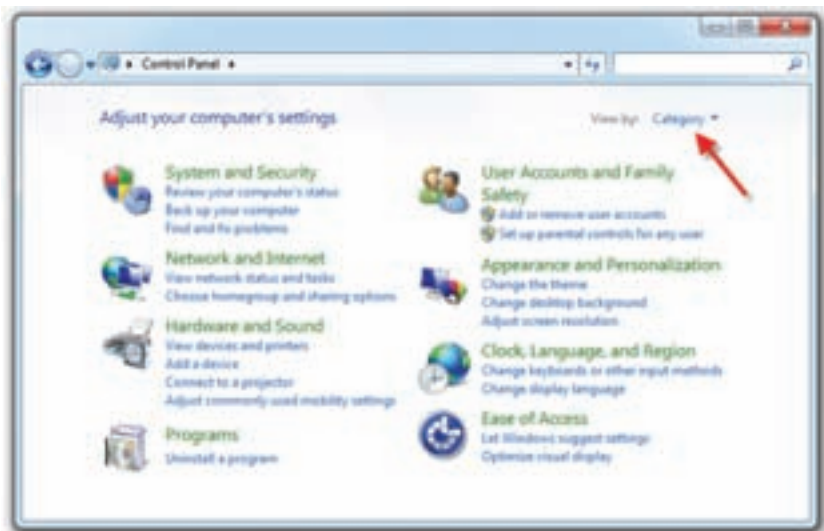 Control Panel
Adjust your computer's settings
View by: Category
System and Security
Review your computer's status
Back up your computer
Find and fix problems
Network and Internet
View network status and tasks
Choose homegroup and sharing options
Hardware and Sound
View devices and printers
Add a device
Connect to a projector
Adjust commonly used mobility settings
Programs
Uninstall a program
User Accounts and Family
Safety
Add or remove user accounts
Set up parental controls for any user
Appearance and Personalization
Change the theme
Change desktop background
Adjust screen resolution
Clock, Language, and Region
Change keyboards or other input methods
Change display language
Ease of Access
Let Windows suggest settings
Optimize visual display